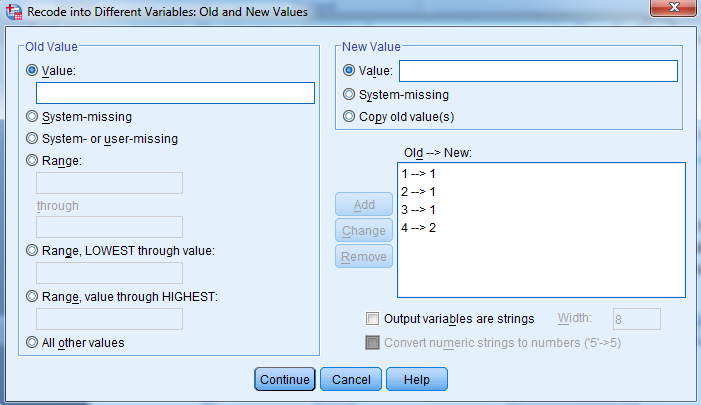 Recode into Different Variables: Old and New Values
Old Value
Value:
System-missing
System- or user-missing
Range:
through
Range, LOWEST through value:
Range, value through HIGHEST:
All other values
New Value
Value:
System-missing
Copy old value(s)
Old --> New:
1 --> 1
2 --> 1
3 --> 1
4 --> 2
Add
Change
Remove
Output variables are strings
Width:
8
Convert numeric strings to numbers ('5'->5)
Continue
Cancel
Help